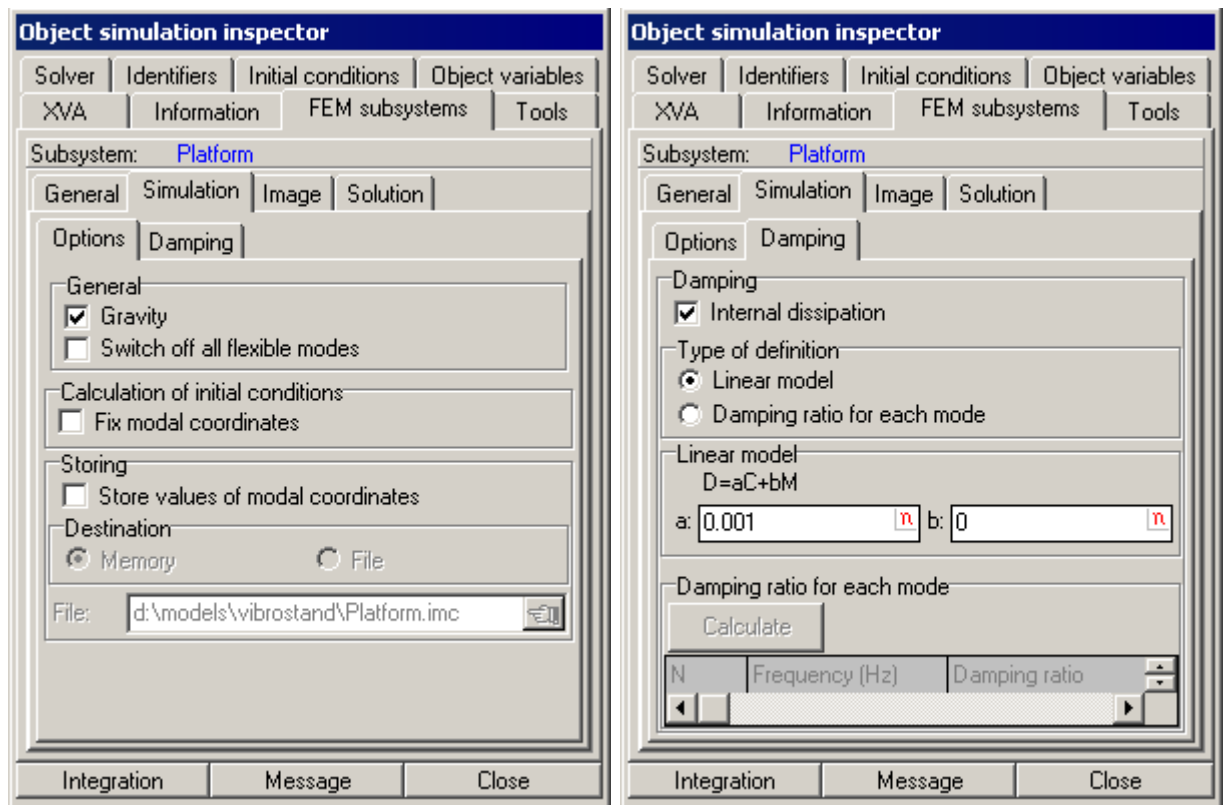 Object simulation inspector
Solver Identifiers Initial conditions Object variables
XVA Information FEM subsystems Tools
Subsystem: Platform
General Simulation Image Solution
Options Damping
General
Gravity
Switch off all flexible modes
Calculation of initial conditions
Fix modal coordinates
Storing
Store values of modal coordinates
Destination
Memory File
File: d:\models\vibrostand\Platform.imc
Integration Message Close
Object simulation inspector
Solver Identifiers Initial conditions Object variables
XVA Information FEM subsystems Tools
Subsystem: Platform
General Simulation Image Solution
Options Damping
Damping
Internal dissipation
Type of definition
Linear model
Damping ratio for each mode
Linear model
D=aC+bM
a: 0.001 n b: 0 n
Damping ratio for each mode
Calculate
N Frequency (Hz) Damping ratio
Integration Message Close